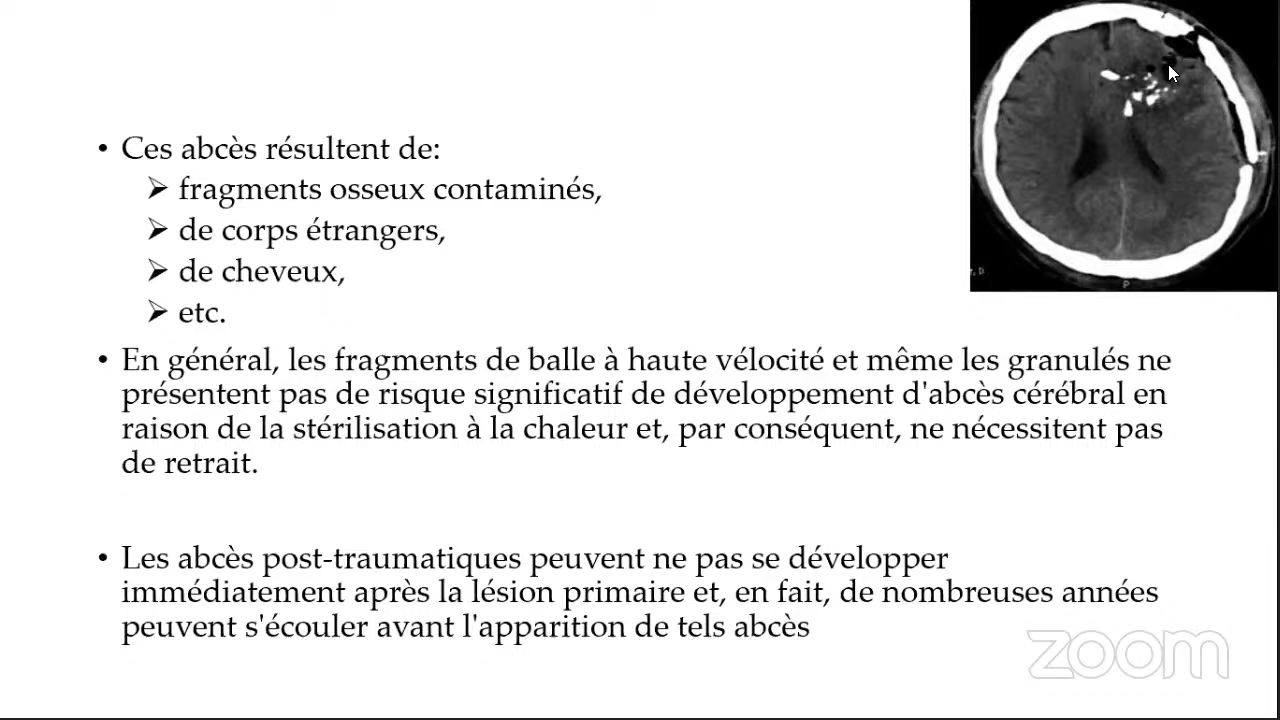 • Ces abcès résultent de:
➢ fragments osseux contaminés,
➢ de corps étrangers,
➢ de cheveux,
➢ etc.
• En général, les fragments de balle à haute vélocité et même les granulés ne
présentent pas de risque significatif de développement d'abcès cérébral en
raison de la stérilisation à la chaleur et, par conséquent, ne nécessitent pas
de retrait.
• Les abcès post-traumatiques peuvent ne pas se développer
immédiatement après la lésion primaire et, en fait, de nombreuses années
peuvent s'écouler avant l'apparition de tels abcès
P
zoom